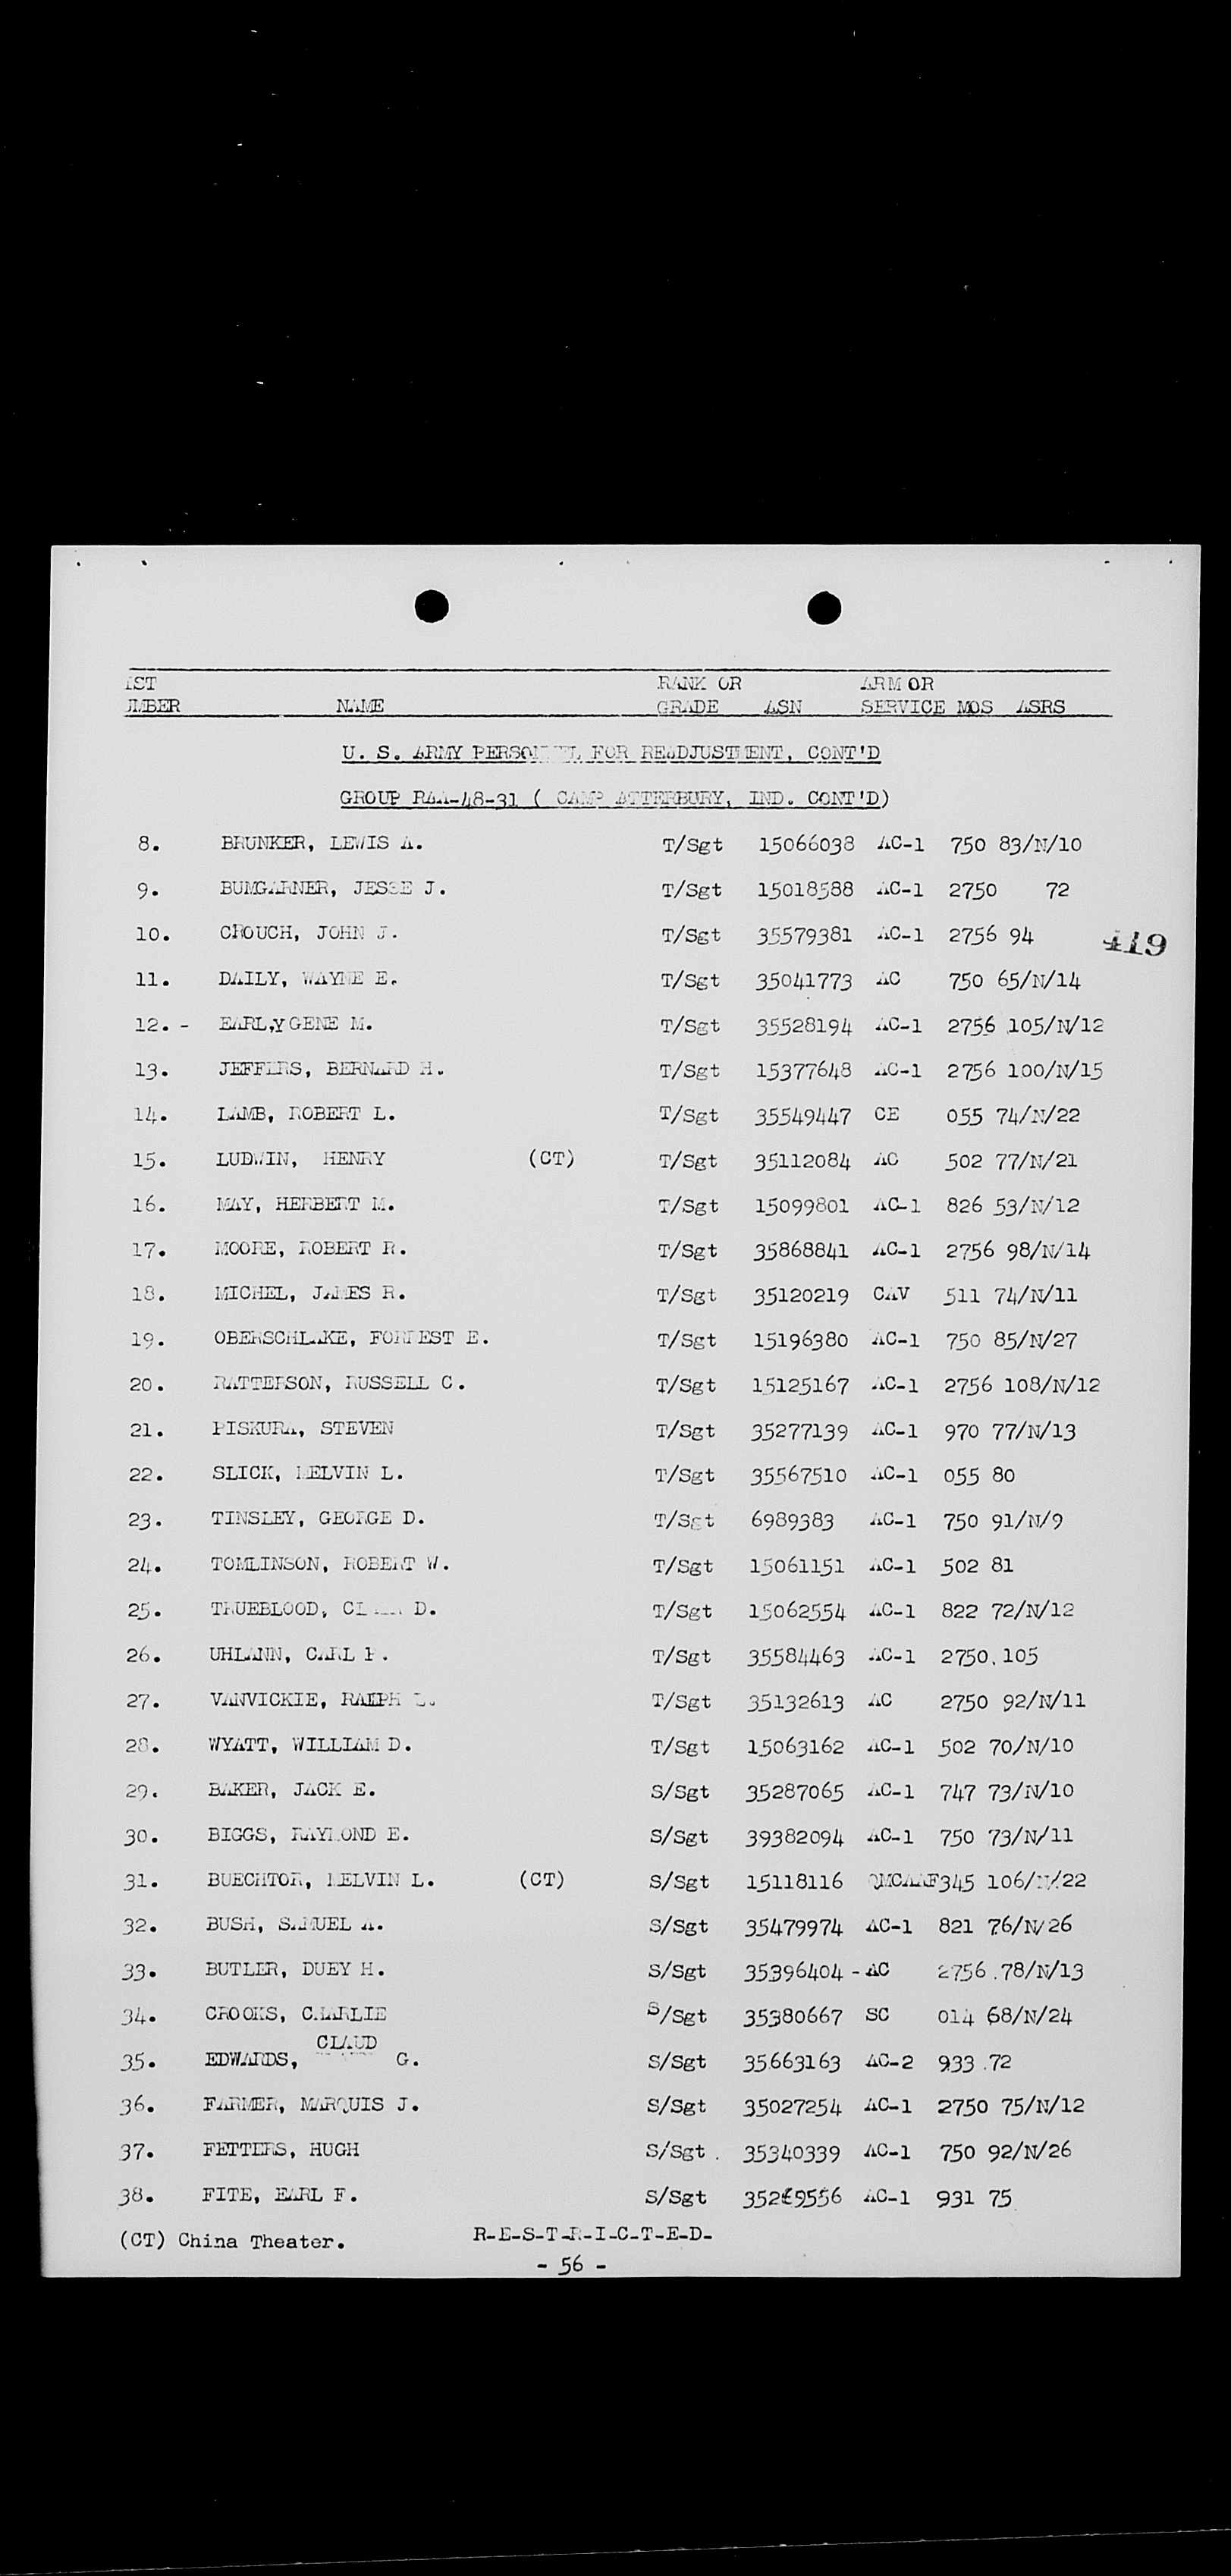 IST RANK OR ARM OR
UMBER NAME GRADE ASN SERVICE MOS ASRS
U. S. ARMY PERSONNEL FOR READJUSTMENT, CONT'D
GROUP RAA-48-31 ( CAMP ATTERBURY, IND. CONT'D)
8. BRUNKER, LEWIS A. T/Sgt 15066038 AC-1 750 83/N/10
9. BUMGARNER, JESSE J. T/Sgt 15018588 AC-1 2750 72
10. CROUCH, JOHN J. T/Sgt 35579381 AC-1 2756 94
419
11. DAILY, WAYNE E. T/Sgt 35041773 AC 750 65/N/14
12. - EARLY, GENE M. T/Sgt 35528194 AC-1 2756 105/N/12
13. JEFFERS, BERNARD H. T/Sgt 15377648 AC-1 2756 100/N/15
14. LAMB, ROBERT L. T/Sgt 35549447 CE 055 74/N/22
15. LUDWIN, HENRY (CT) T/Sgt 35112084 AC 502 77/N/21
16. MAY, HERBERT M. T/Sgt 15099801 AC-1 826 53/N/12
17. MOORE, ROBERT R. T/Sgt 35868841 AC-1 2756 98/N/14
18. MICHEL, JAMES R. T/Sgt 35120219 CAV 511 74/N/11
19. OBERSCHLAKE, FORREST E. T/Sgt 15196380 AC-1 750 85/N/27
20. RATTERSON, RUSSELL C. T/Sgt 15125167 AC-1 2756 108/N/12
21. PISKURA, STEVEN T/Sgt 35277139 AC-1 970 77/N/13
22. SLICK, MELVIN L. T/Sgt 35567510 AC-1 055 80
23. TINSLEY, GEORGE D. T/Sgt 6989383 AC-1 750 91/N/9
24. TOMLINSON, ROBERT W. T/Sgt 15061151 AC-1 502 81
25. TRUEBLOOD, D. T/Sgt 15062554 AC-1 822 72/N/12
26. UHLANN, CARL T/Sgt 35584463 AC-1 2750 105
27. VANVICKIE, RALPH T/Sgt 35132613 AC 2750 92/N/11
28. WYATT, WILLIAM D. T/Sgt 15063162 AC-1 502 70/N/10
29. BAKER, JACK E. S/Sgt 35287065 AC-1 747 73/N/10
30. BIGGS, RAYMOND E. S/Sgt 39382094 AC-1 750 73/N/11
31. BUECHTOR, MELVIN L. (CT) S/Sgt 15118116 QMCAAF 345 106/N/22
32. BUSH, SAMUEL A. S/Sgt 35479974 AC-1 821 76/N/26
33. BUTLER, DUEY H. S/Sgt 35396404 - AC 2756 78/N/13
34. CROOKS, CHARLIE S/Sgt 35380667 SC 014 68/N/24
35. EDWARDS, CLAUD G. S/Sgt 35663163 AC-2 933 72
36. FARMER, MARQUIS J. S/Sgt 35027254 AC-1 2750 75/N/12
37. FETTERS, HUGH S/Sgt 35340339 AC-1 750 92/N/26
38. FITE, EARL F. S/Sgt AC-1 931 75
(CT) China Theater. R-E-S-T-R-I-C-T-E-D-
- 56 -